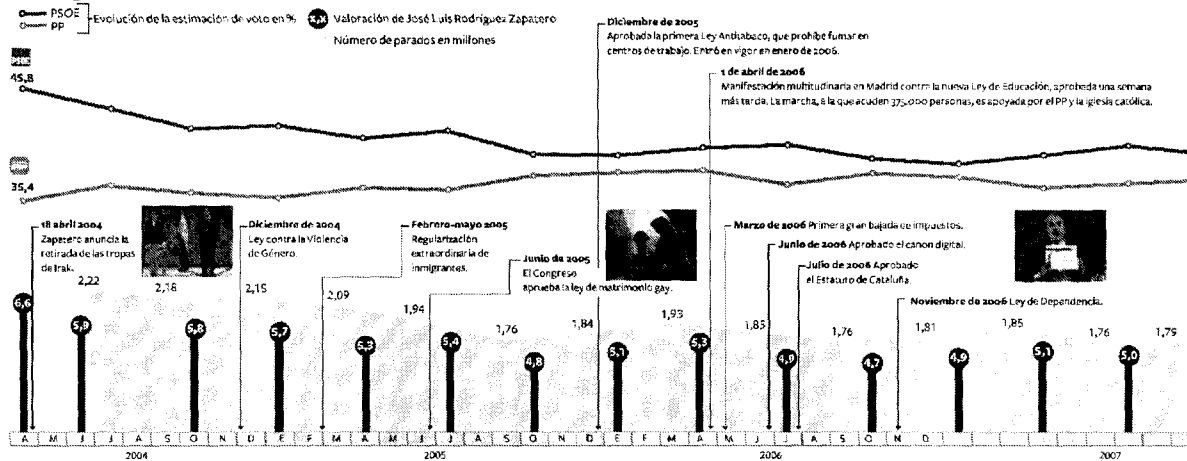 PSOE
PP
Evolución de la estimación de voto en %
x,x Valoración de José Luis Rodríguez Zapatero
Número de parados en millones
45,8
35,4
Diciembre de 2005
Aprobada la primera Ley Antitabaco, que prohíbe fumar en
centros de trabajo. Entró en vigor en enero de 2006.
1 de abril de 2006
Manifestación multitudinaria en Madrid contra la nueva Ley de Educación, aprobada una semana
más tarde. La marcha, a la que acuden 375.000 personas, es apoyada por el PP y la Iglesia católica.
18 abril 2004
Zapatero anuncia la
retirada de las tropas
de Irak.
Diciembre de 2004
Ley contra la Violencia
de Género.
Febrero-mayo 2005
Regularización
extraordinaria de
inmigrantes.
Junio de 2005
El Congreso
aprueba la ley de matrimonio gay.
Marzo de 2006 Primera gran bajada de impuestos.
Junio de 2006 Aprobado el canon digital.
Julio de 2006 Aprobado
el Estatuto de Cataluña.
Noviembre de 2006 Ley de Dependencia.
2,22 2,18 2,15 2,09 1,94 1,76 1,84 1,93 1,83 1,76 1,81 1,85 1,76 1,79
6,6 5,9 5,8 5,7 5,3 5,4 4,8 5,1 5,3 4,9 4,7 4,9 5,1 5,0
A M J J A S O N D E F M A M J J A S O N D E F M A M J J A S O N D
2004 2005 2006 2007